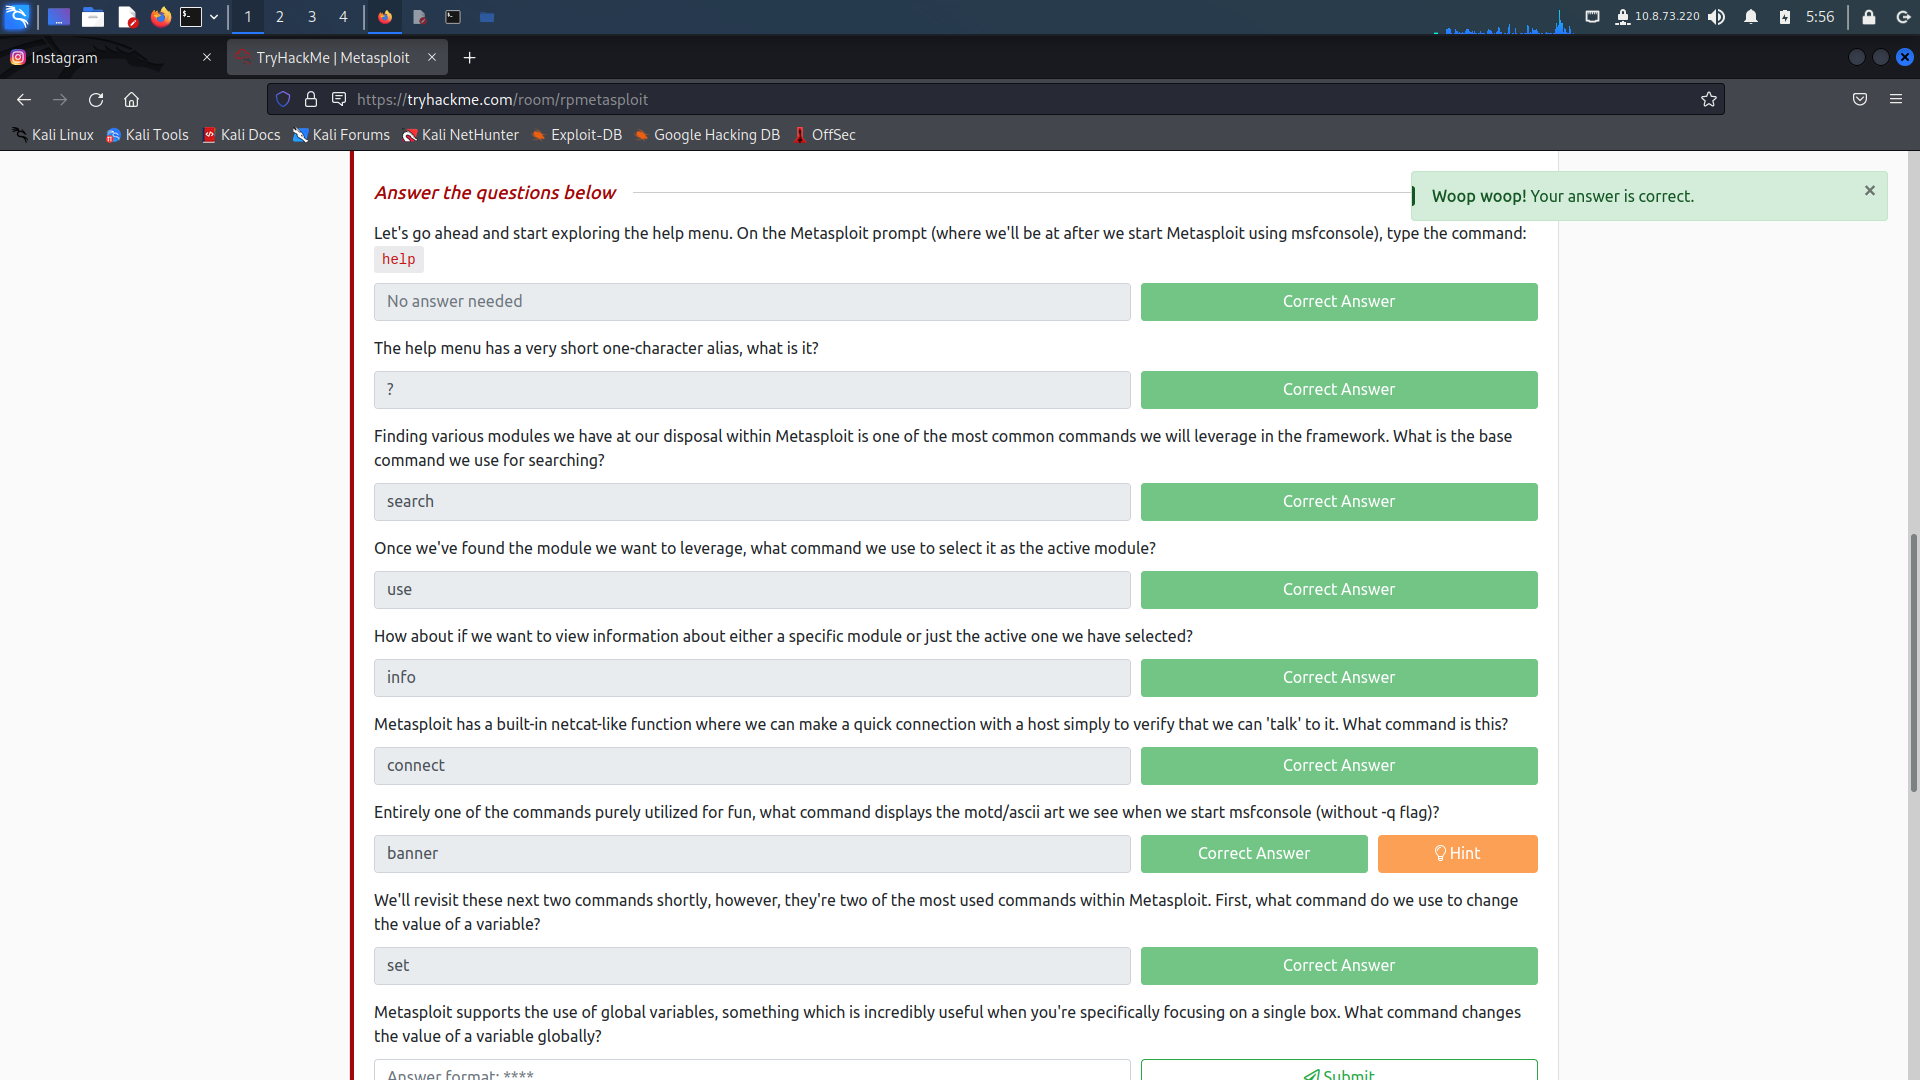 1 2 3 4 10.8.73.220 5:56
Instagram
TryHackMe | Metasploit
https://tryhackme.com/room/rpmetasploit
Kali Linux Kali Tools Kali Docs Kali Forums Kali NetHunter Exploit-DB Google Hacking DB OffSec
Answer the questions below
Woop woop! Your answer is correct.
Let's go ahead and start exploring the help menu. On the Metasploit prompt (where we'll be at after we start Metasploit using msfconsole), type the command:
help
No answer needed
Correct Answer
The help menu has a very short one-character alias, what is it?
?
Correct Answer
Finding various modules we have at our disposal within Metasploit is one of the most common commands we will leverage in the framework. What is the base
command we use for searching?
search
Correct Answer
Once we've found the module we want to leverage, what command we use to select it as the active module?
use
Correct Answer
How about if we want to view information about either a specific module or just the active one we have selected?
info
Correct Answer
Metasploit has a built-in netcat-like function where we can make a quick connection with a host simply to verify that we can 'talk' to it. What command is this?
connect
Correct Answer
Entirely one of the commands purely utilized for fun, what command displays the motd/ascii art we see when we start msfconsole (without -q flag)?
banner
Correct Answer
Hint
We'll revisit these next two commands shortly, however, they're two of the most used commands within Metasploit. First, what command do we use to change
the value of a variable?
set
Correct Answer
Metasploit supports the use of global variables, something which is incredibly useful when you're specifically focusing on a single box. What command changes
the value of a variable globally?
Answer format: ****
Submit